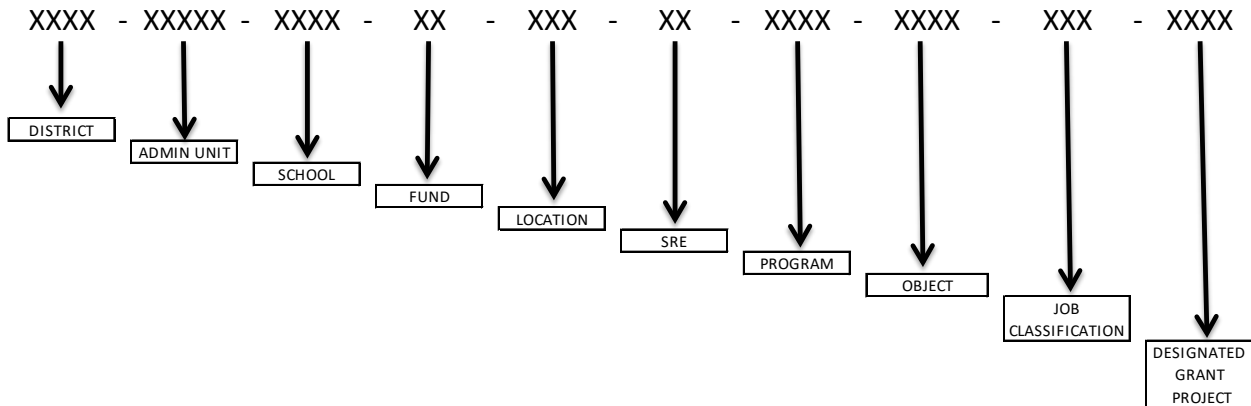 XXXX - XXXXX - XXXX - XX - XXX - XX - XXXX - XXXX - XXX - XXXX
DISTRICT
ADMIN UNIT
SCHOOL
FUND
LOCATION
SRE
PROGRAM
OBJECT
JOB
CLASSIFICATION
DESIGNATED
GRANT
PROJECT